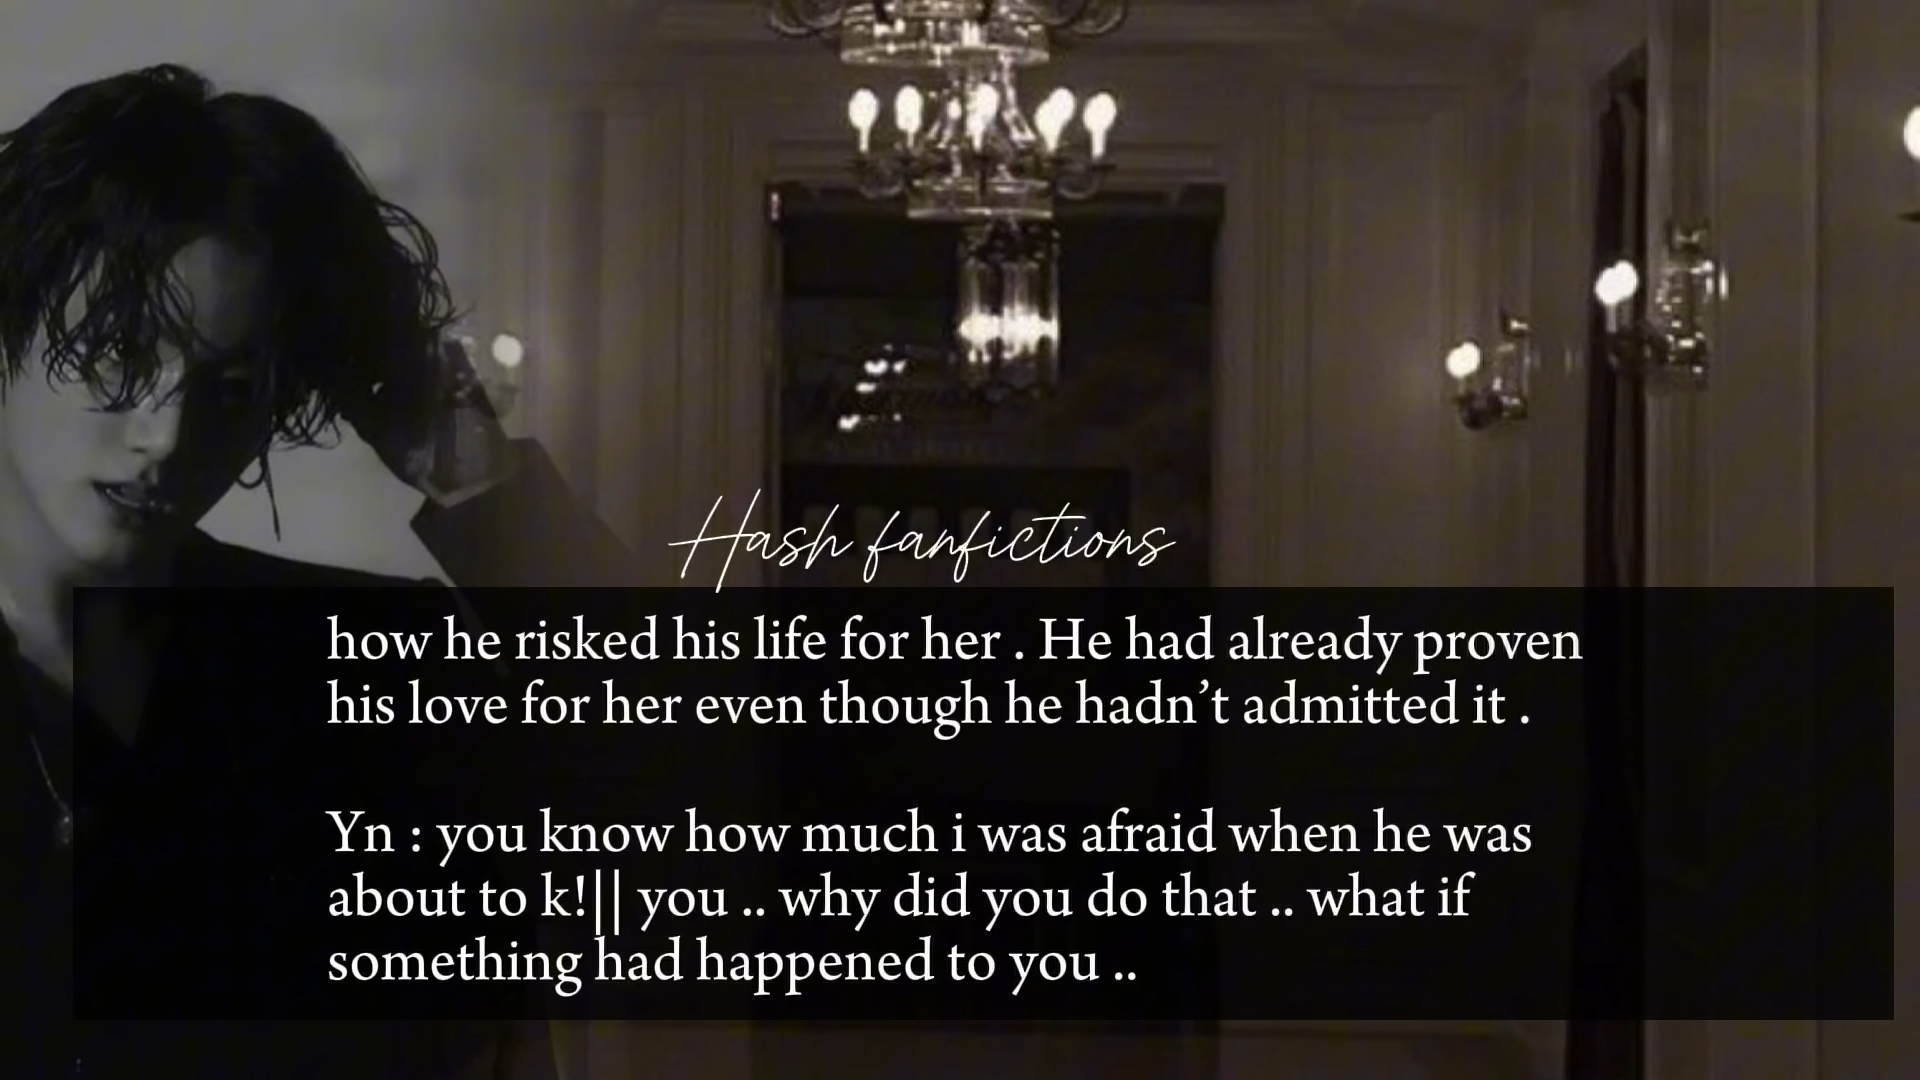 Hash fanfictions
how he risked his life for her . He had already proven
his love for her even though he hadn’t admitted it .
Yn : you know how much i was afraid when he was
about to k!|| you .. why did you do that .. what if
something had happened to you ..